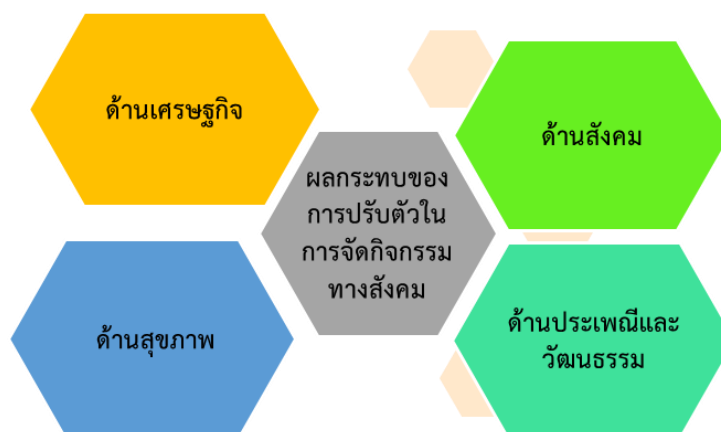 ด้านเศรษฐกิจ
ด้านสังคม
ผลกระทบของ
การปรับตัวใน
การจัดกิจกรรม
ทางสังคม
ด้านสุขภาพ
ด้านประเพณีและ
วัฒนธรรม